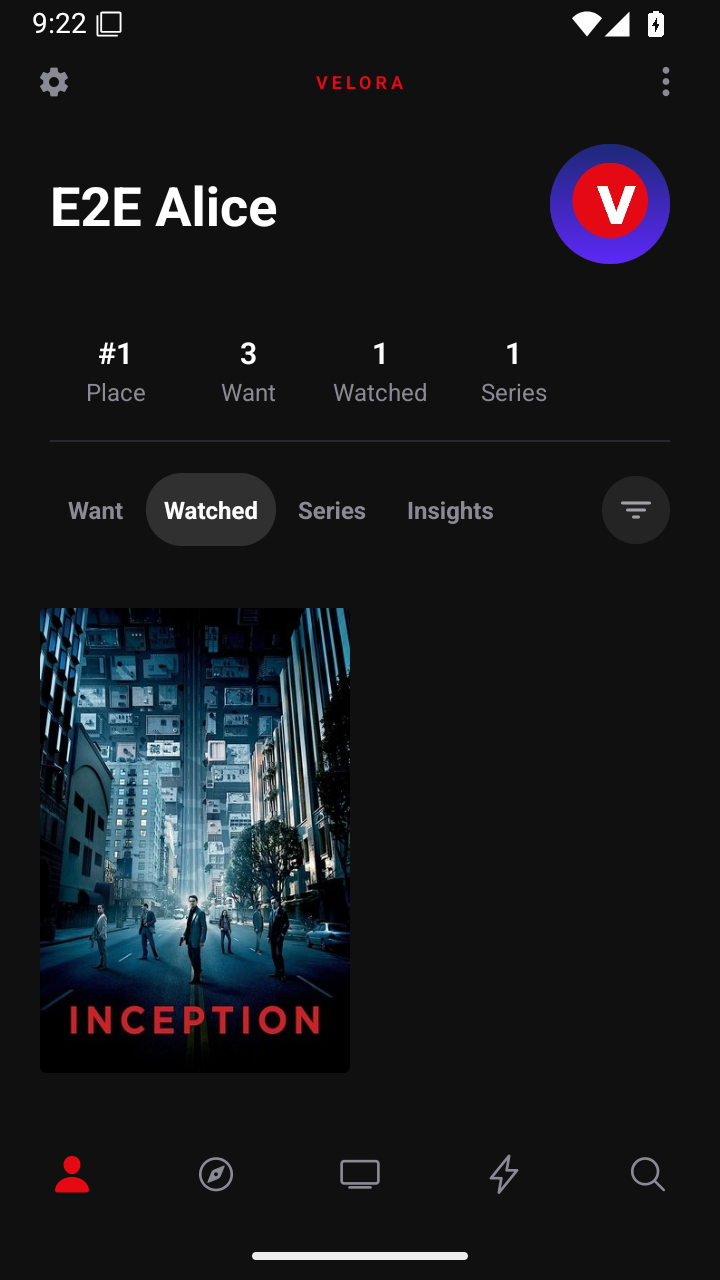 9:22
VELORA
E2E Alice
V
#1 3 1 1
Place Want Watched Series
Want Watched Series Insights
INCEPTION